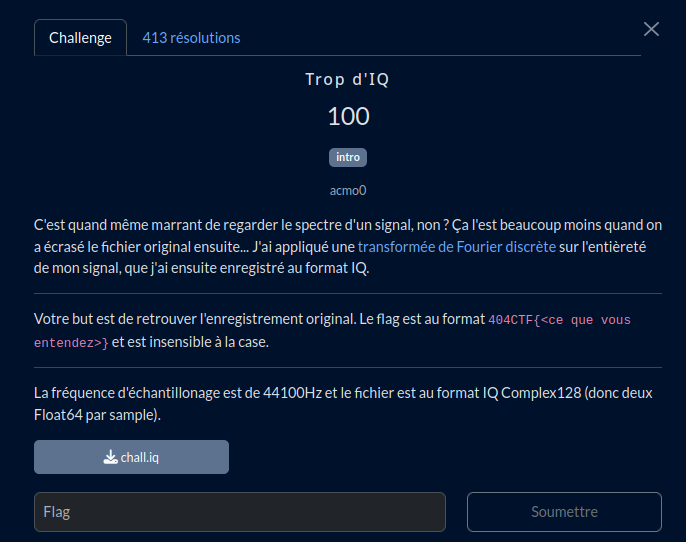 Challenge
413 résolutions
Trop d'IQ
100
intro
acmo0
C'est quand même marrant de regarder le spectre d'un signal, non ? Ça l'est beaucoup moins quand on
a écrasé le fichier original ensuite... J'ai appliqué une transformée de Fourier discrète sur l'entièreté
de mon signal, que j'ai ensuite enregistré au format IQ.
Votre but est de retrouver l'enregistrement original. Le flag est au format 404CTF{<ce que vous
entendez>} et est insensible à la case.
La fréquence d'échantillonage est de 44100Hz et le fichier est au format IQ Complex128 (donc deux
Float64 par sample).
chall.iq
Flag
Soumettre